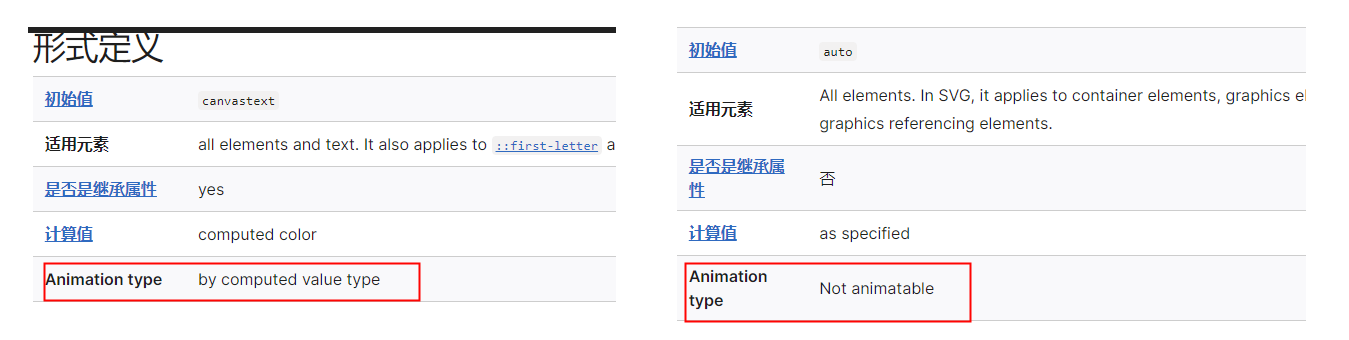 形式定义
初始值 canvastext
适用元素 all elements and text. It also applies to ::first-letter a
是否是继承属性 yes
计算值 computed color
Animation type by computed value type
初始值 auto
适用元素 All elements. In SVG, it applies to container elements, graphics el
graphics referencing elements.
是否是继承属
性 否
计算值 as specified
Animation
type Not animatable